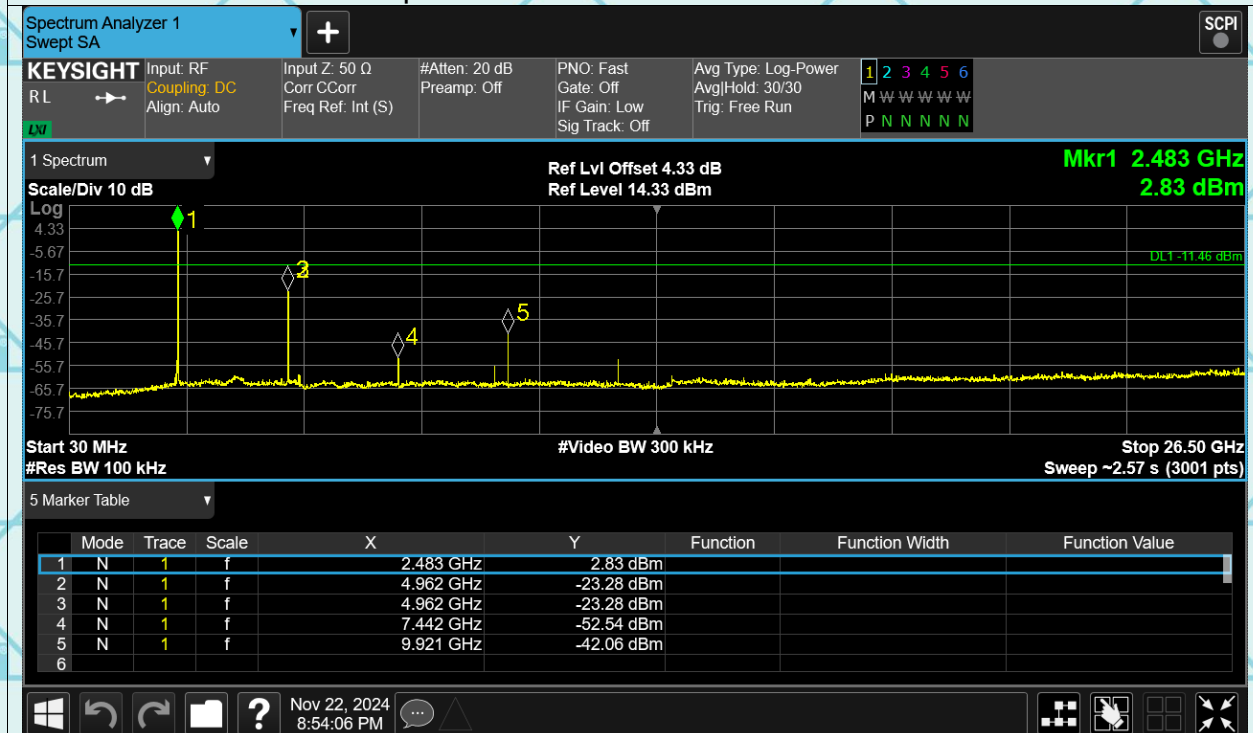 Spectrum Analyzer 1
Swept SA
+
SCPI
KEYSIGHT
RL
LXI
Input: RF
Coupling: DC
Align: Auto
Input Z: 50 Ω
Corr CCorr
Freq Ref: Int (S)
#Atten: 20 dB
Preamp: Off
PNO: Fast
Gate: Off
IF Gain: Low
Sig Track: Off
Avg Type: Log-Power
Avg|Hold: 30/30
Trig: Free Run
1 2 3 4 5 6
M W W W W W
P N N N N N N
1 Spectrum
Scale/Div 10 dB
Ref Lvl Offset 4.33 dB
Ref Level 14.33 dBm
Mkr1 2.483 GHz
2.83 dBm
Log
4.33
-5.67
-15.7
-25.7
-35.7
-45.7
-55.7
-65.7
-75.7
1
3
4
5
DL1 -11.46 dBm
Start 30 MHz #Video BW 300 kHz Stop 26.50 GHz
#Res BW 100 kHz Sweep ~2.57 s (3001 pts)
5 Marker Table
Mode Trace Scale X Y Function Function Width Function Value
1 N 1 f 2.483 GHz 2.83 dBm
2 N 1 f 4.962 GHz -23.28 dBm
3 N 1 f 4.962 GHz -23.28 dBm
4 N 1 f 7.442 GHz -52.54 dBm
5 N 1 f 9.921 GHz -42.06 dBm
6
?
Nov 22, 2024
8:54:06 PM